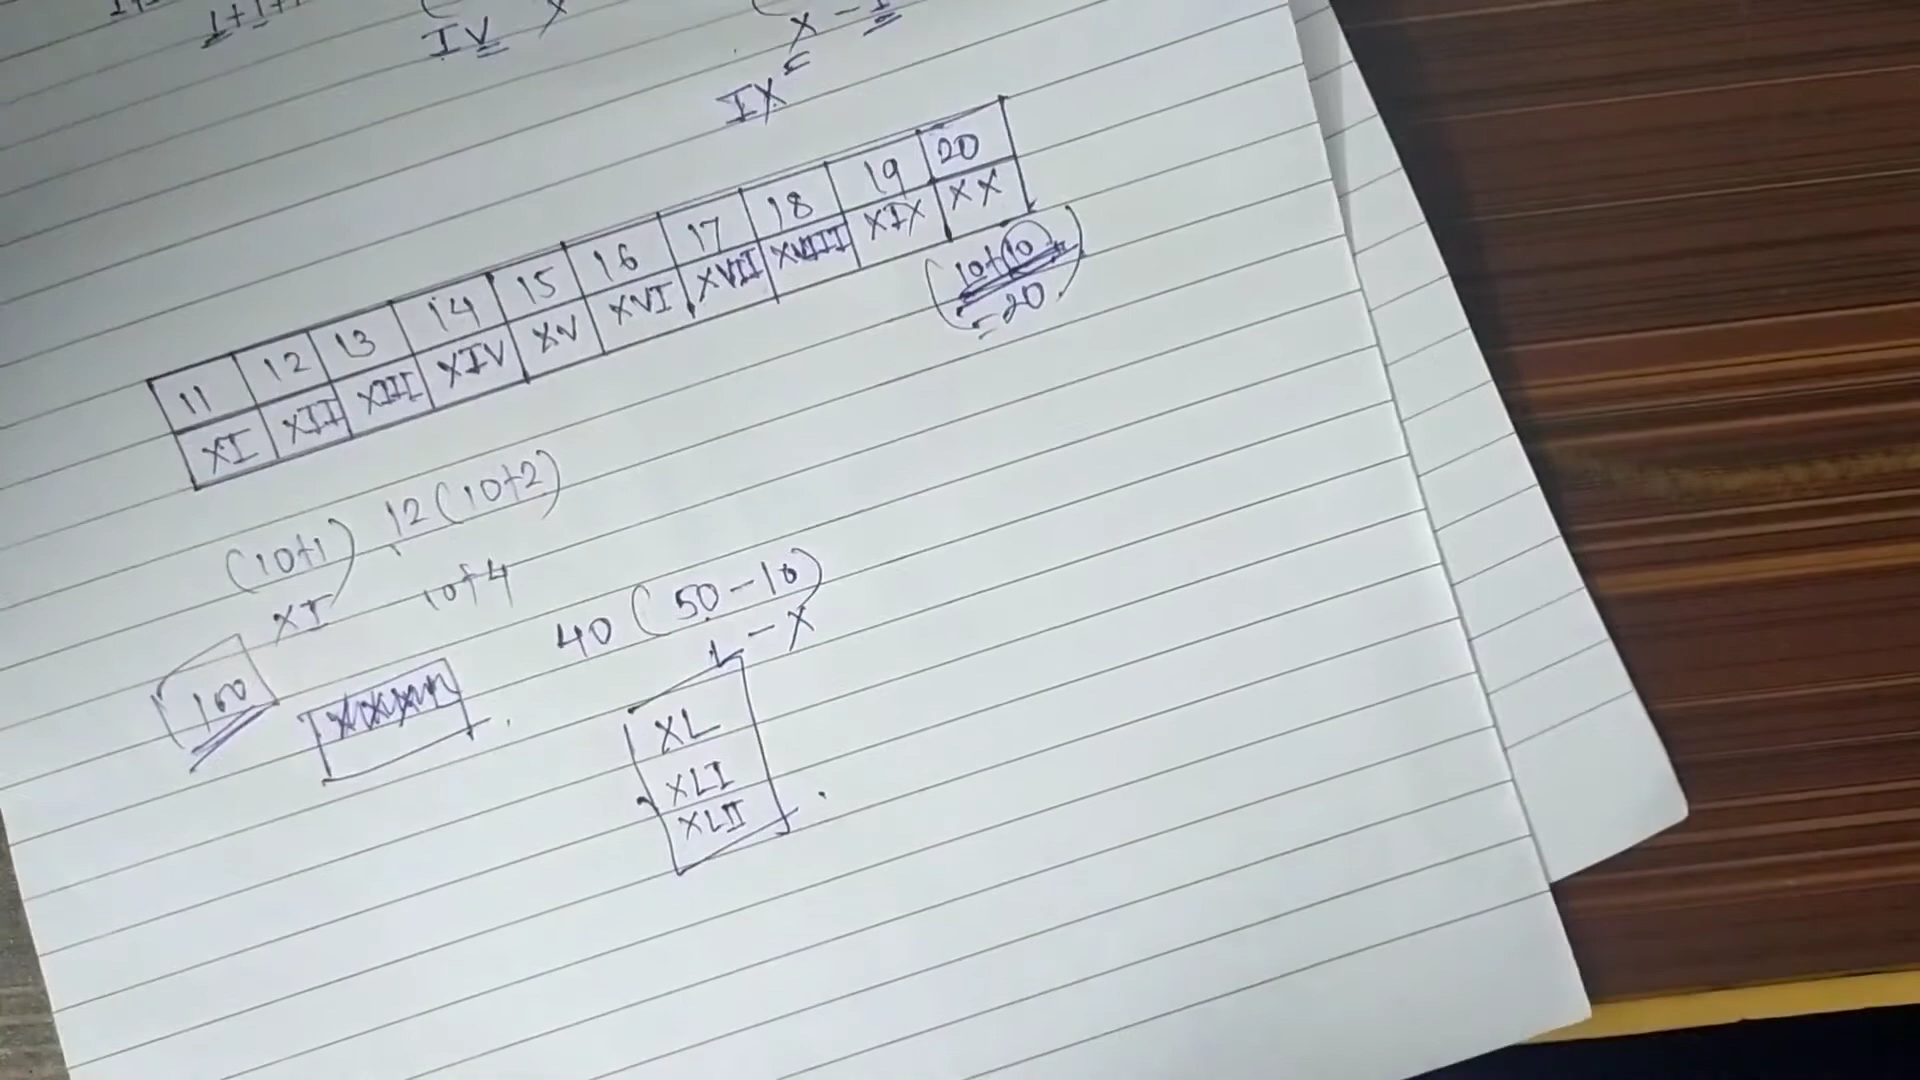 1+1+
IV
X
X - I
IX
11 12 13 14 15 16 17 18 19 20
XI XII XIII XIV XV XVI XVII XVIII XIX XX
(10+10)
=20
(10+1) 12(10+2)
XI 10+4
40 (50-10)
L - X
100
XL
XLI
XLII